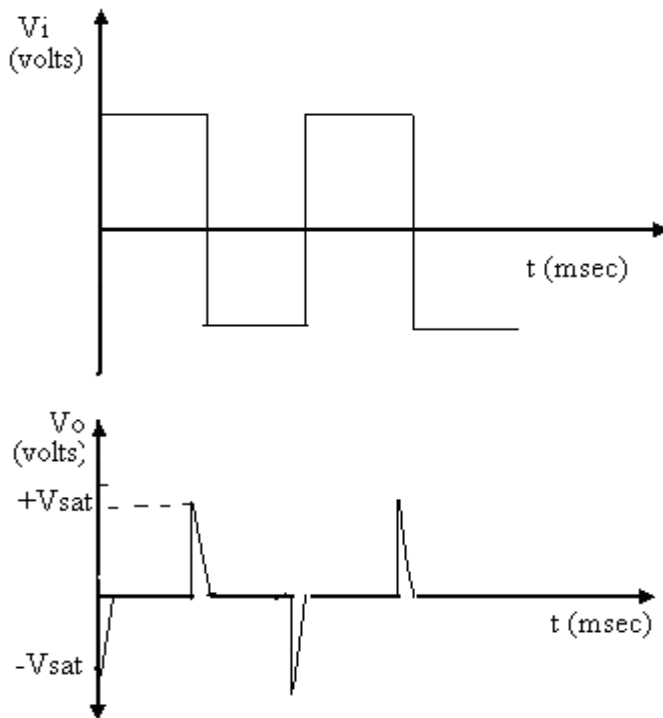 Vi
(volts)
t (msec)
Vo
(volts)
+Vsat
t (msec)
-Vsat